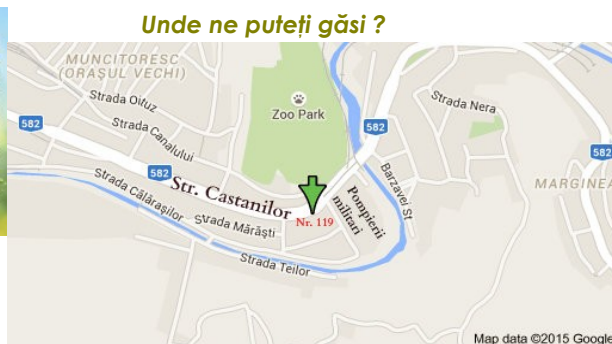 Unde ne puteți găsi ?
MUNCITORESC
(ORAȘUL VECHI)
Strada Oituz
Zoo Park
Strada Nera
582
582
582
Strada Canalului
582
Barzavei St
MARGINEA
Strada Călărașilor
Str. Castanilor
Pompierii
militari
Nr. 119
Strada Mărăști
Strada Teilor
Map data ©2015 Google